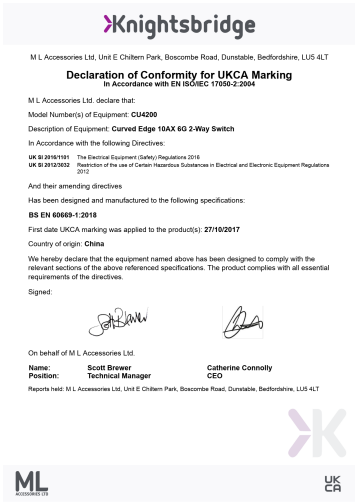 Knightsbridge
M L Accessories Ltd, Unit E Chiltern Park, Boscombe Road, Dunstable, Bedfordshire, LU5 4LT
Declaration of Conformity for UKCA Marking
In Accordance with EN ISO/IEC 17050-2:2004
M L Accessories Ltd. declare that:
Model Number(s) of Equipment: CU4200
Description of Equipment: Curved Edge 10AX 6G 2-Way Switch
In Accordance with the following Directives:
UK SI 2016/1101 The Electrical Equipment (Safety) Regulations 2016
UK SI 2012/3032 Restriction of the use of Certain Hazardous Substances in Electrical and Electronic Equipment Regulations
2012
And their amending directives
Has been designed and manufactured to the following specifications:
BS EN 60669-1:2018
First date UKCA marking was applied to the product(s): 27/10/2017
Country of origin: China
We hereby declare that the equipment named above has been designed to comply with the
relevant sections of the above referenced specifications. The product complies with all essential
requirements of the directives.
Signed:
Scott Brewer
On behalf of M L Accessories Ltd.
Name: Scott Brewer Catherine Connolly
Position: Technical Manager CEO
Reports held: M L Accessories Ltd, Unit E Chiltern Park, Boscombe Road, Dunstable, Bedfordshire, LU5 4LT
ML
ACCESSORIES LTD
UK
CA